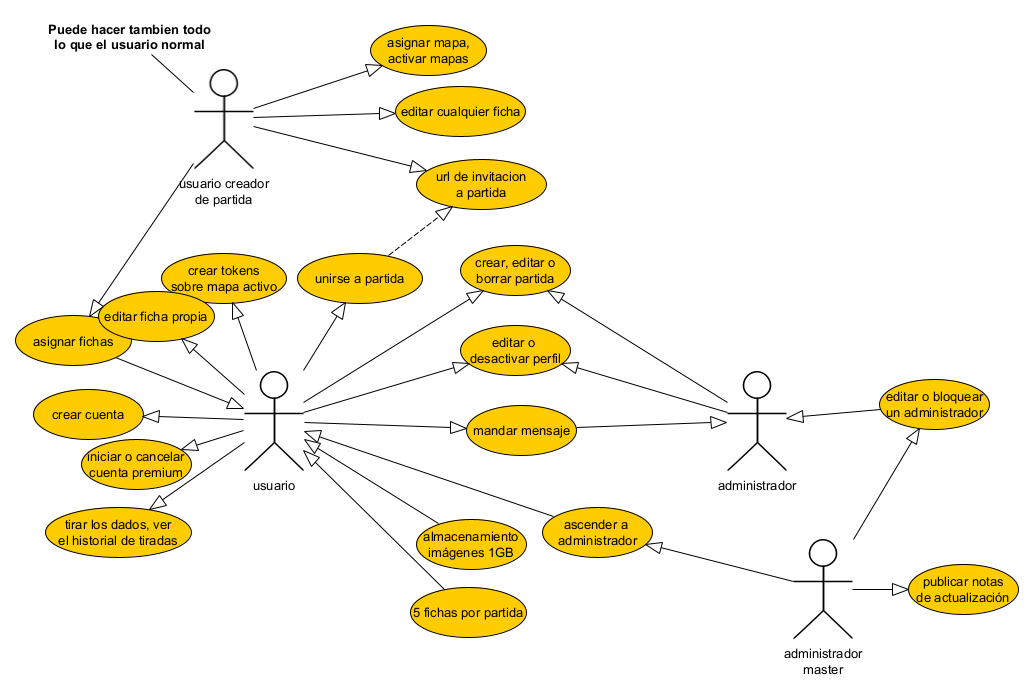 Puede hacer tambien todo
lo que el usuario normal
asignar mapa,
activar mapas
editar cualquier ficha
url de invitacion
a partida
usuario creador
de partida
crear tokens
sobre mapa activo
unirse a partida
crear, editar o
borrar partida
editar ficha propia
asignar fichas
editar o
desactivar perfil
crear cuenta
mandar mensaje
editar o bloquear
un administrador
iniciar o cancelar
cuenta premium
usuario
administrador
tirar los dados, ver
el historial de tiradas
almacenamiento
imágenes 1GB
ascender a
administrador
5 fichas por partida
publicar notas
de actualización
administrador
master